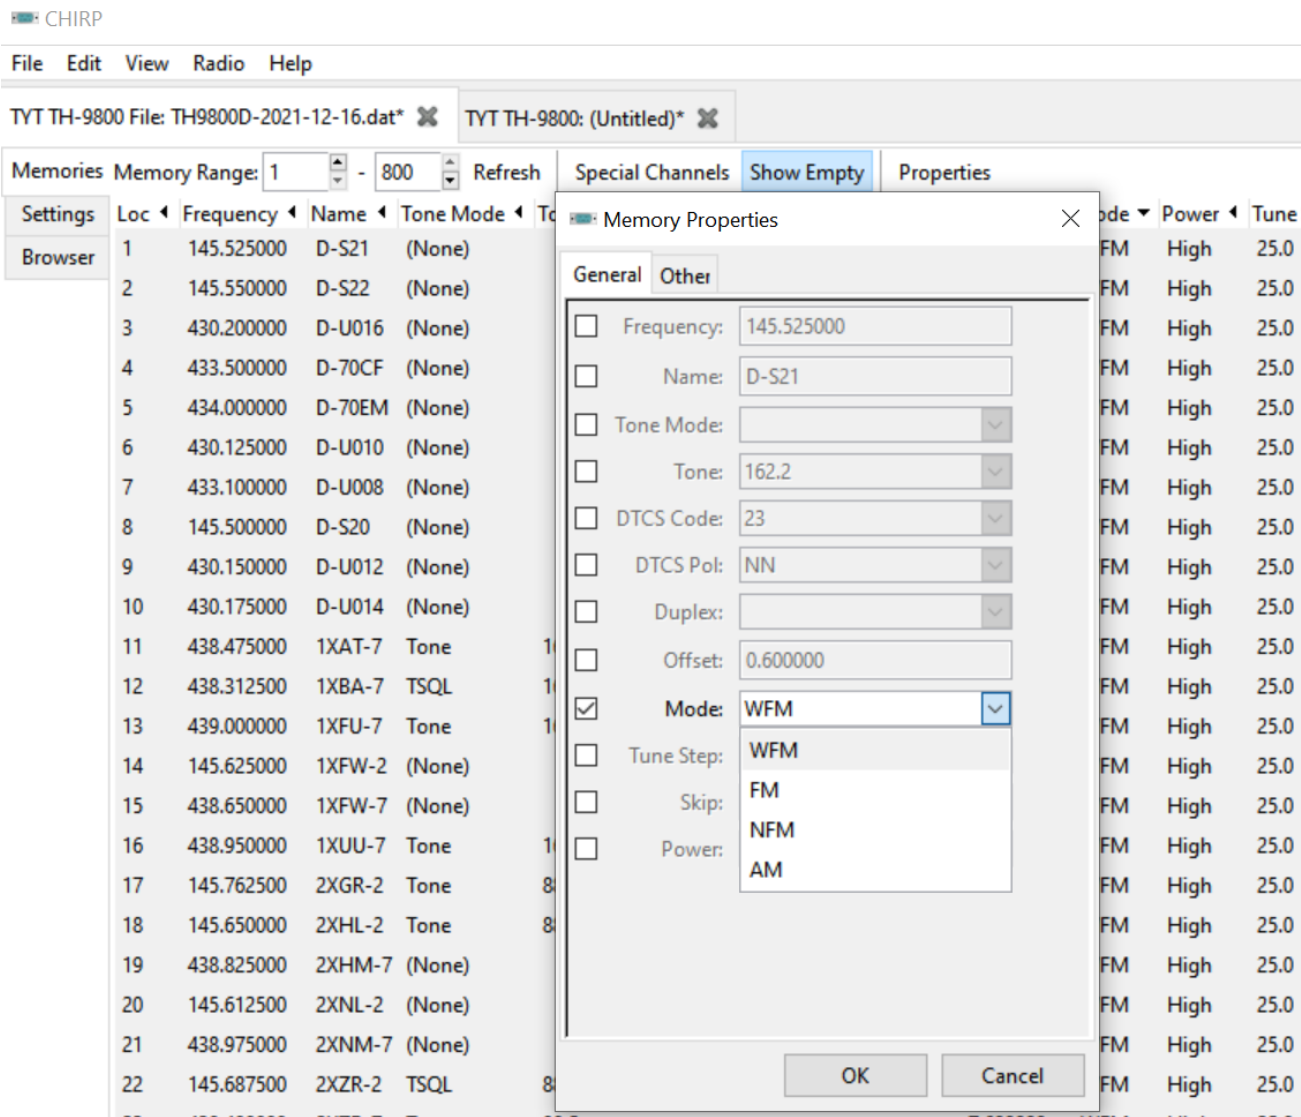 CHIRP
File Edit View Radio Help
TYT TH-9800 File: TH9800D-2021-12-16.dat* TYT TH-9800: (Untitled)*
Memories Memory Range: 1 - 800 Refresh Special Channels Show Empty Properties
Settings
Browser
Loc Frequency Name Tone Mode Power Tune
1 145.525000 D-S21 (None) FM High 25.0
2 145.550000 D-S22 (None) FM High 25.0
3 430.200000 D-U016 (None) FM High 25.0
4 433.500000 D-70CF (None) FM High 25.0
5 434.000000 D-70EM (None) FM High 25.0
6 430.125000 D-U010 (None) FM High 25.0
7 433.100000 D-U008 (None) FM High 25.0
8 145.500000 D-S20 (None) FM High 25.0
9 430.150000 D-U012 (None) FM High 25.0
10 430.175000 D-U014 (None) FM High 25.0
11 438.475000 1XAT-7 Tone FM High 25.0
12 438.312500 1XBA-7 TSQL FM High 25.0
13 439.000000 1XFU-7 Tone FM High 25.0
14 145.625000 1XFW-2 (None) FM High 25.0
15 438.650000 1XFW-7 (None) FM High 25.0
16 438.950000 1XUU-7 Tone FM High 25.0
17 145.762500 2XGR-2 Tone FM High 25.0
18 145.650000 2XHL-2 Tone FM High 25.0
19 438.825000 2XHM-7 (None) FM High 25.0
20 145.612500 2XNL-2 (None) FM High 25.0
21 438.975000 2XNM-7 (None) FM High 25.0
22 145.687500 2XZR-2 TSQL FM High 25.0
Memory Properties
General Other
Frequency: 145.525000
Name: D-S21
Tone Mode:
Tone: 162.2
DTCS Code: 23
DTCS Pol: NN
Duplex:
Offset: 0.600000
Mode: WFM
Tune Step:
Skip:
Power:
WFM
FM
NFM
AM
OK Cancel